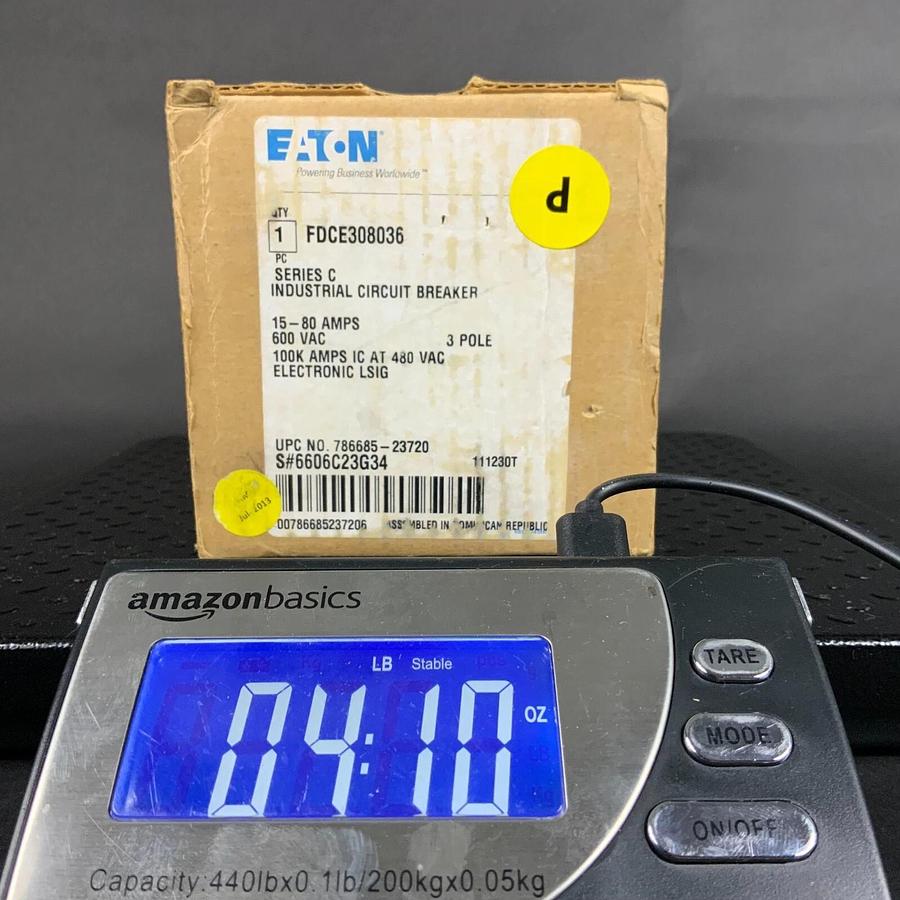 EATON
Powering Business Worldwide™
P
QTY
1 FDCE308036
PC
SERIES C
INDUSTRIAL CIRCUIT BREAKER
15-80 AMPS
600 VAC 3 POLE
100K AMPS IC AT 480 VAC
ELECTRONIC LSIG
UPC NO. 786685-23720
S#6606C23G34 111230T
Jul. 2013
00786685237206 ASSEMBLED IN DOMINICAN REPUBLIC
amazonbasics
LB Stable
04:10 OZ
TARE
MODE
ON/OFF
Capacity:440lbx0.1lb/200kgx0.05kg